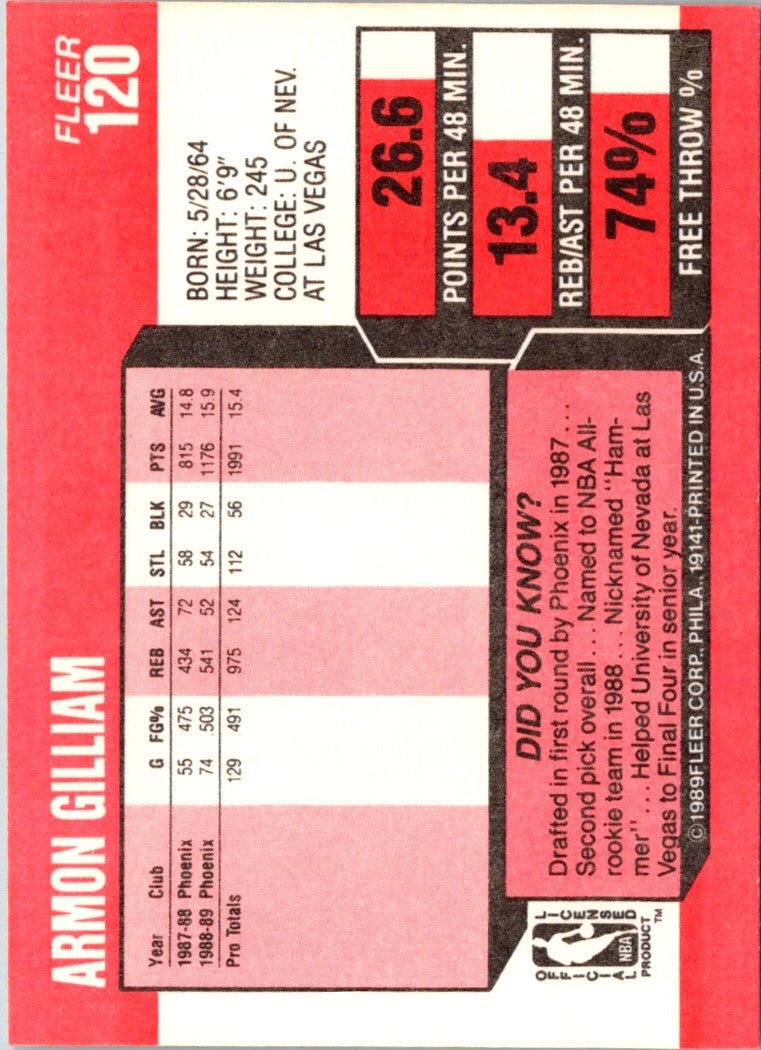 ARMON GILLIAM
FLEER
120
BORN: 5/28/64
HEIGHT: 6'9"
WEIGHT: 245
COLLEGE: U. OF NEV.
AT LAS VEGAS
Year Club G FG% REB AST STL BLK PTS AVG
1987-88 Phoenix 55 .475 434 72 58 29 815 14.8
1988-89 Phoenix 74 .503 541 52 54 27 1176 15.9
Pro Totals 129 .491 975 124 112 56 1991 15.4
26.6
POINTS PER 48 MIN.
13.4
REB/AST PER 48 MIN.
74%
FREE THROW %
DID YOU KNOW?
Drafted in first round by Phoenix in 1987 . . .
Second pick overall . . . Named to NBA All-
rookie team in 1988 . . . Nicknamed "Ham-
mer" . . . Helped University of Nevada at Las
Vegas to Final Four in senior year.
OFFICIAL LICENSED
NBA
PRODUCT™
©1989 FLEER CORP., PHILA., 19141-PRINTED IN U.S.A.